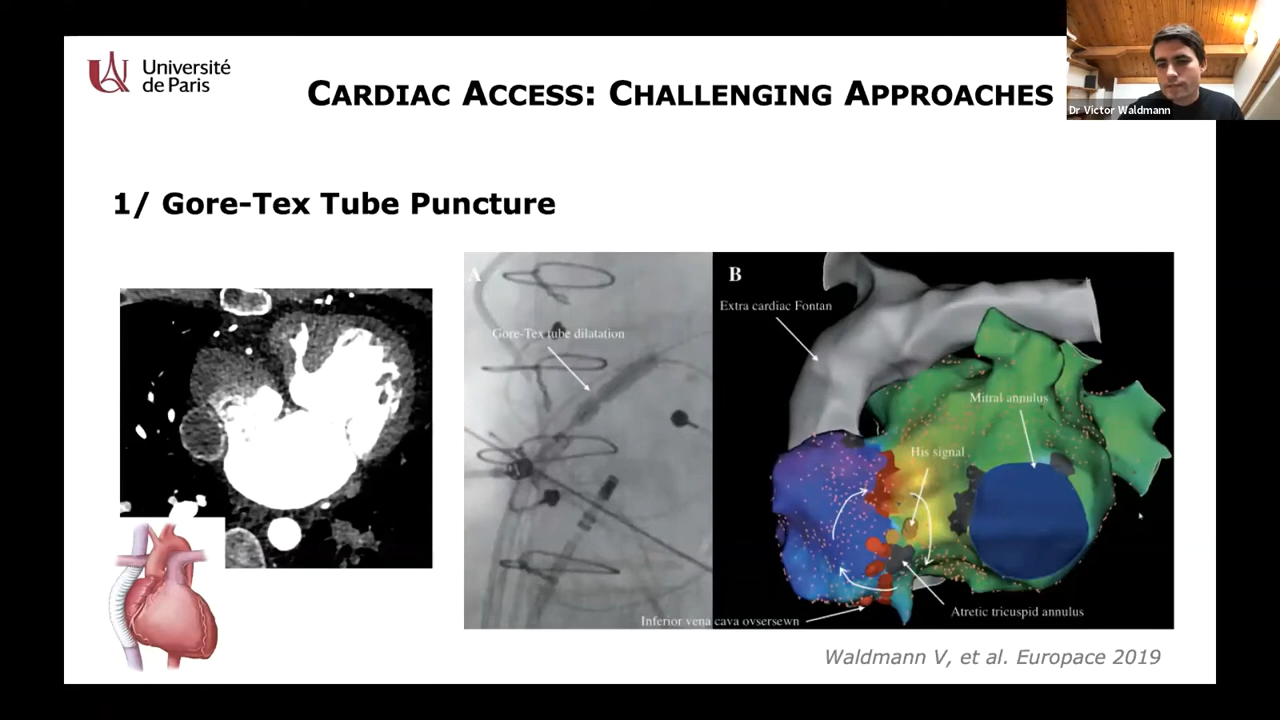 Université
de Paris
CARDIAC ACCESS: CHALLENGING APPROACHES
Dr Victor Waldmann
1/ Gore-Tex Tube Puncture
A
Gore-Tex tube dilatation
B
Extra cardiac Fontan
Mitral annulus
His signal
Atretic tricuspid annulus
Inferior vena cava ovsersewn
Waldmann V, et al. Europace 2019